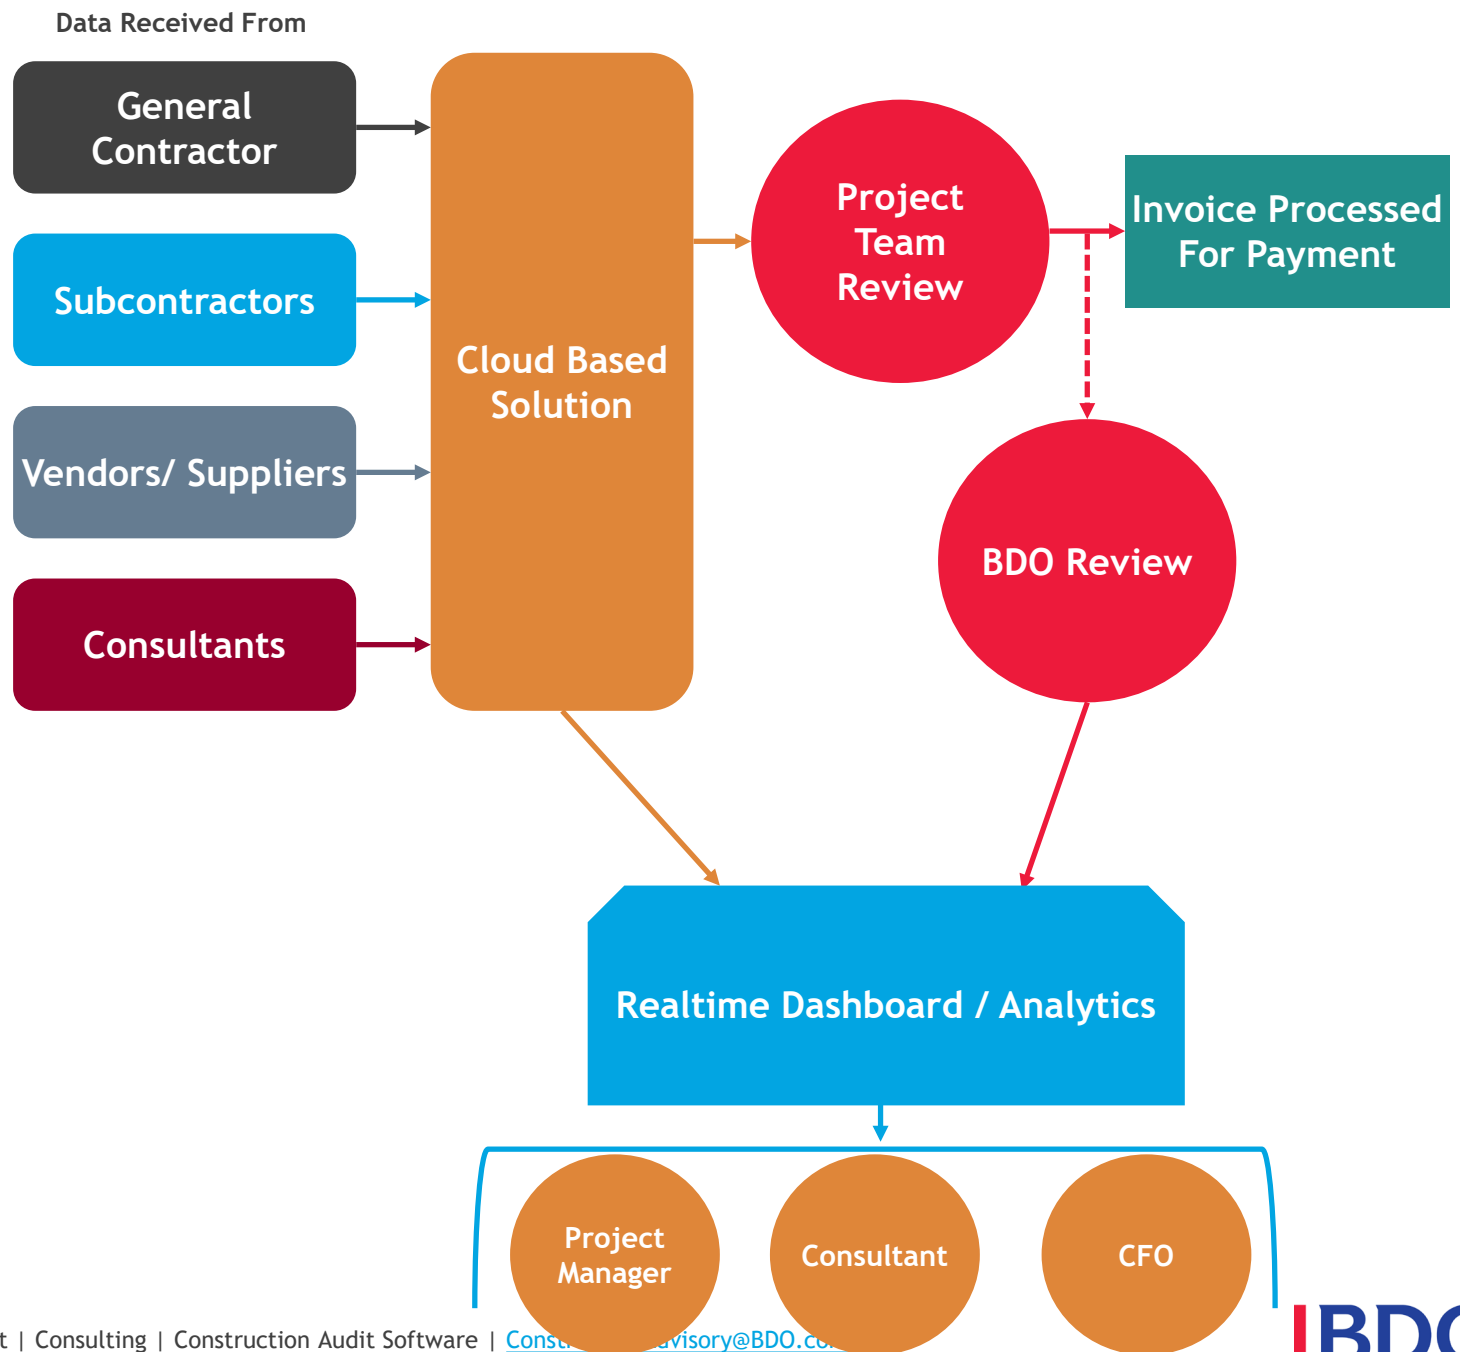 Data Received From
General
Contractor
Subcontractors
Vendors/ Suppliers
Consultants
Cloud Based
Solution
Project
Team
Review
Invoice Processed
For Payment
BDO Review
Realtime Dashboard / Analytics
Project
Manager
Consultant
CFO
| Consulting | Construction Audit Software |
BDO